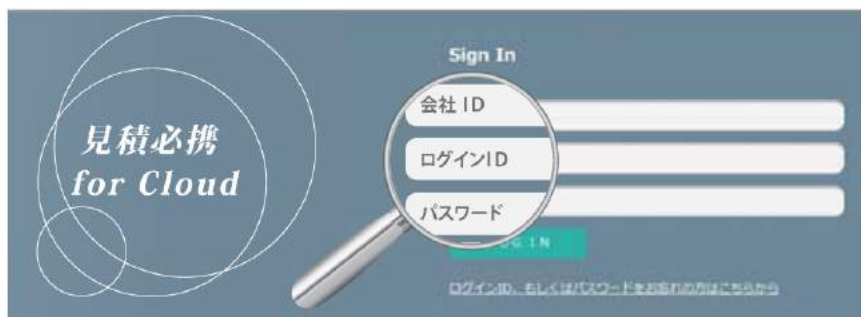 見積必携
for Cloud
Sign In
会社 ID
ログインID
パスワード
OG IN
ログインID、もしくはパスワードをお忘れの方はこちらから